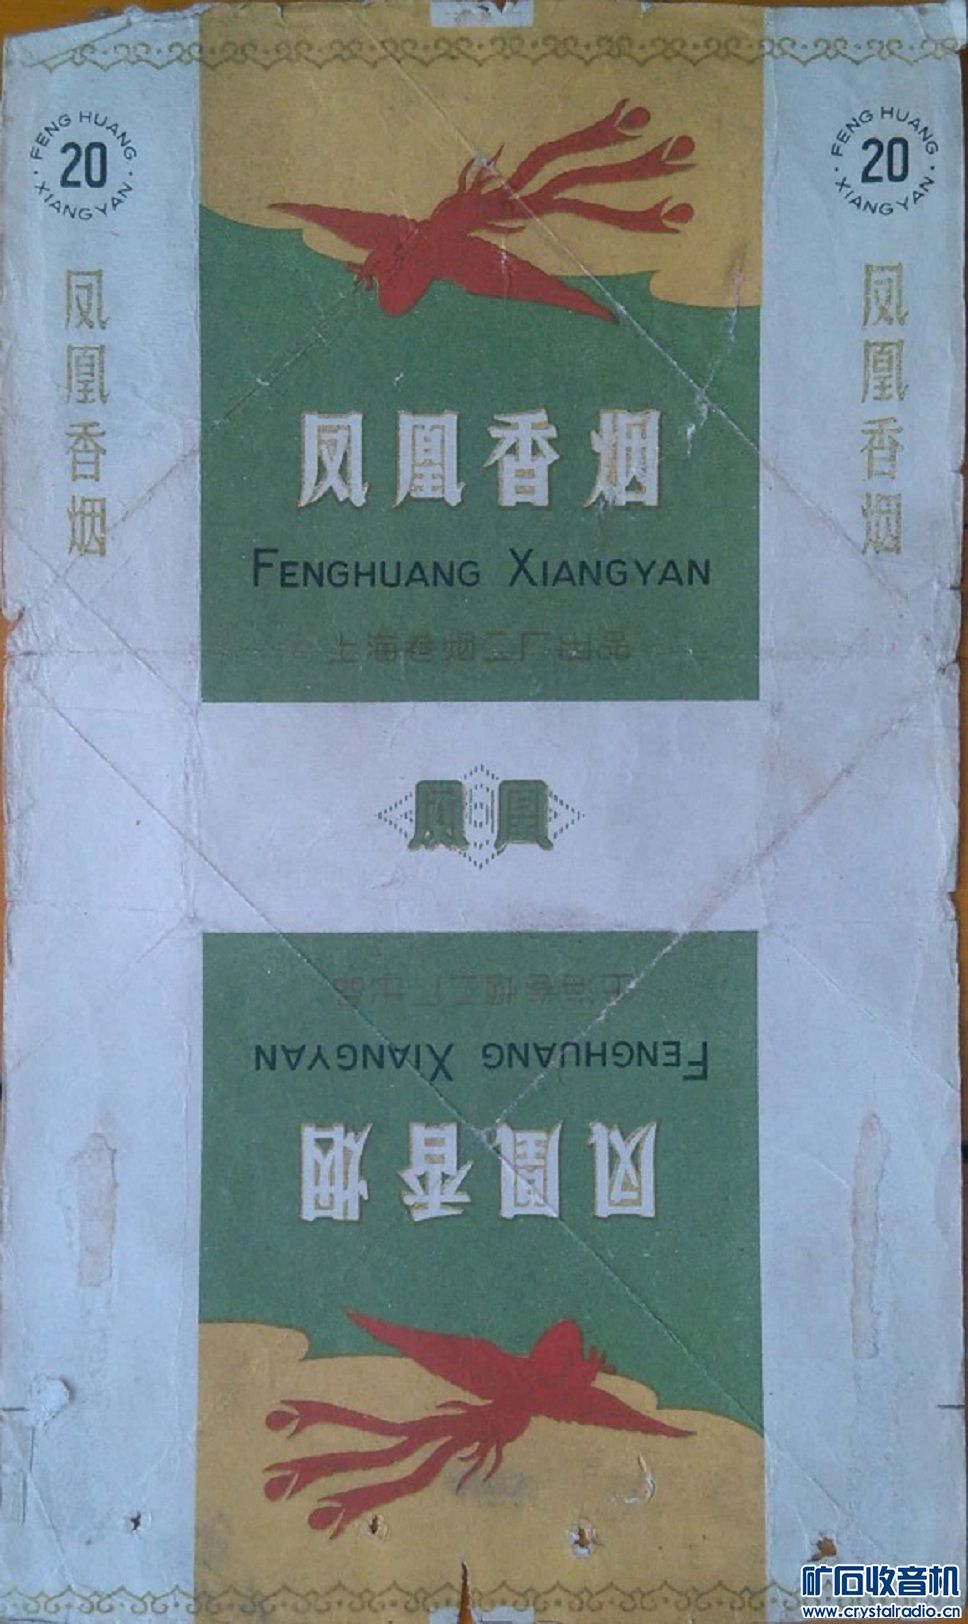 FENG HUANG
20
XIANGYAN
凤凰香烟
FENG HUANG
20
XIANGYAN
凤凰香烟
凤凰香烟
FENGHUANG XIANGYAN
上海卷烟二厂出品
凤凰
上海卷烟二厂出品
FENGHUANG XIANGYAN
凤凰香烟
矿石收音机
www.crystalradio.cn